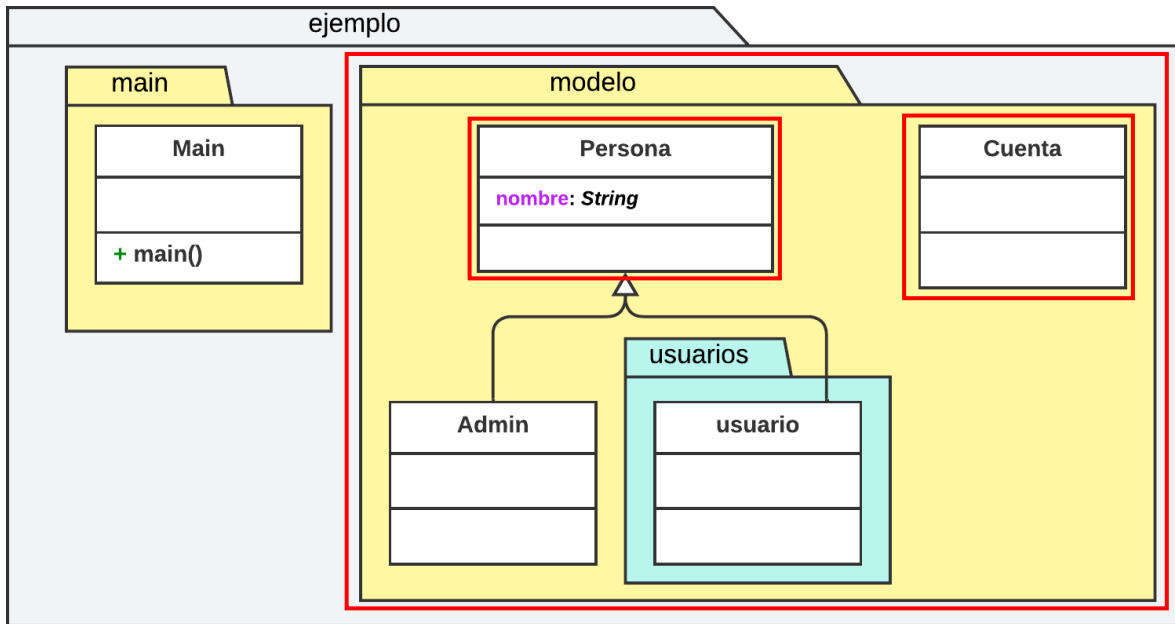 ejemplo
main
Main
+ main()
modelo
Persona
nombre: String
Cuenta
Admin
usuarios
usuario